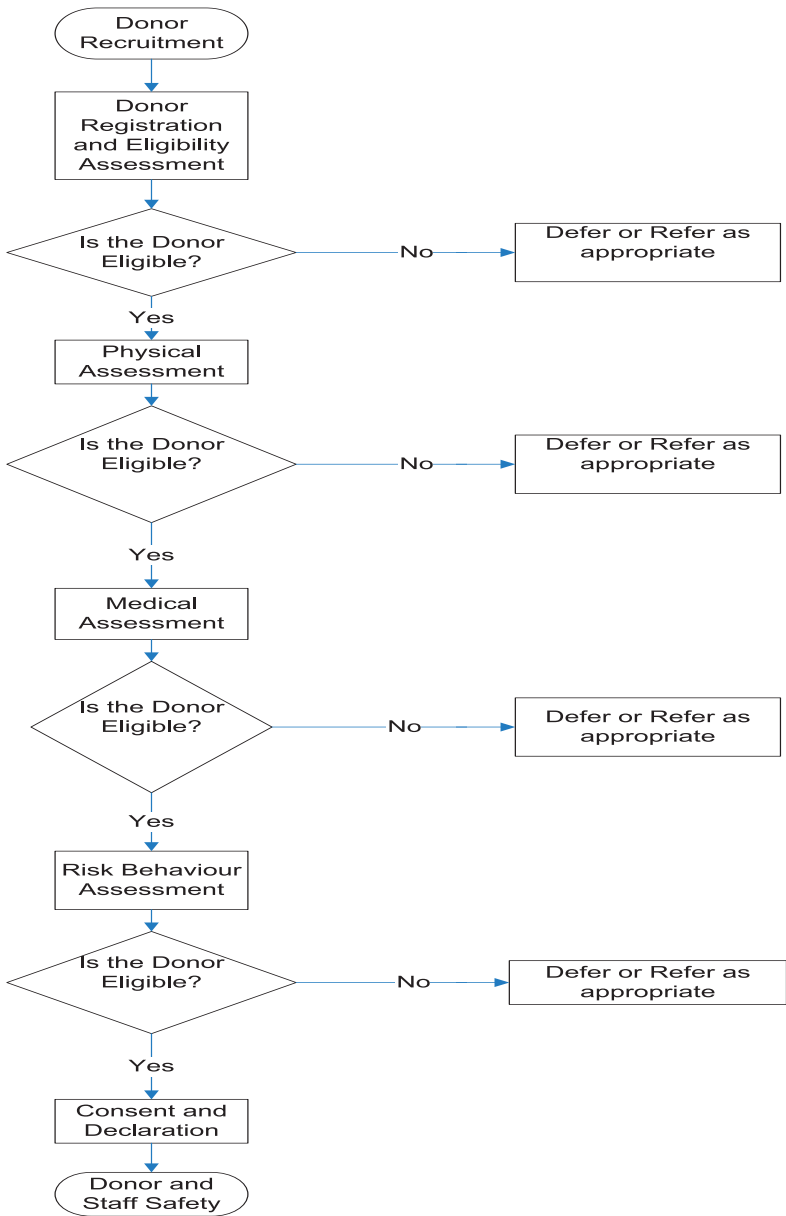 Donor
Recruitment
Donor
Registration
and Eligibility
Assessment
Is the Donor
Eligible?
No
Defer or Refer as
appropriate
Yes
Physical
Assessment
Is the Donor
Eligible?
No
Defer or Refer as
appropriate
Yes
Medical
Assessment
Is the Donor
Eligible?
No
Defer or Refer as
appropriate
Yes
Risk Behaviour
Assessment
Is the Donor
Eligible?
No
Defer or Refer as
appropriate
Yes
Consent and
Declaration
Donor and
Staff Safety